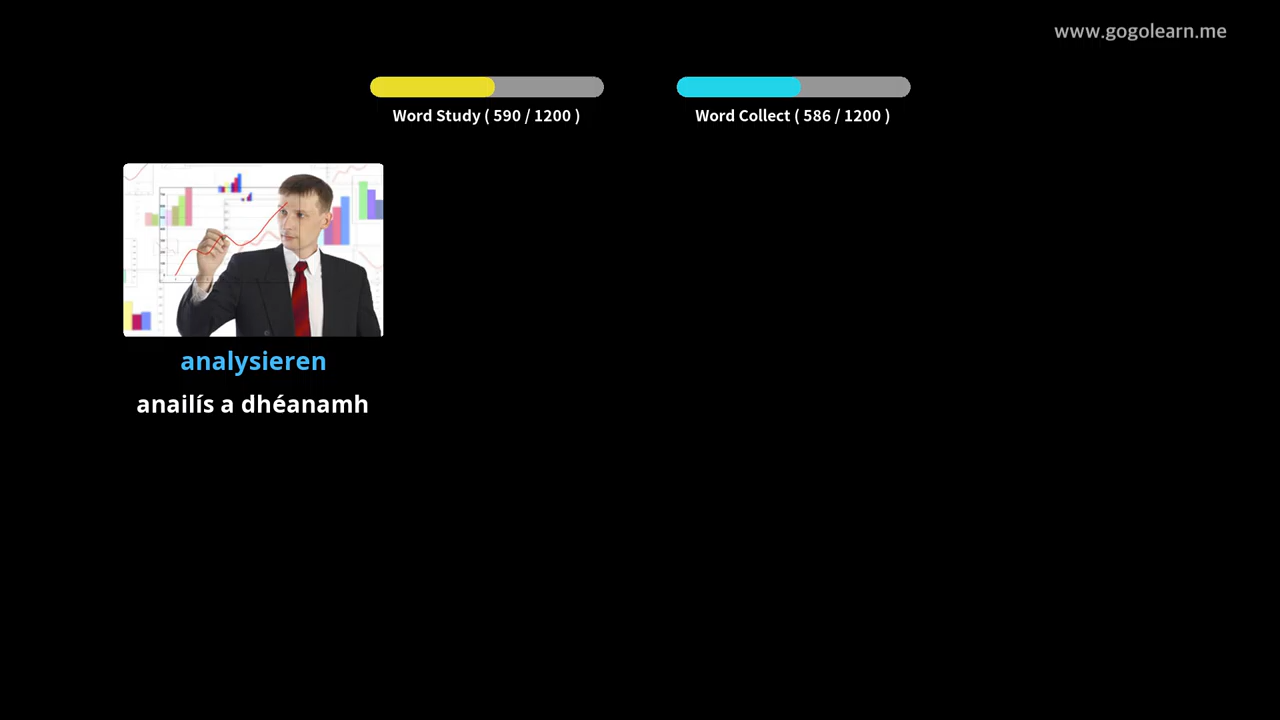 www.gogolearn.me
Word Study ( 590 / 1200 )
Word Collect ( 586 / 1200 )
analysieren
anailís a dhéanamh